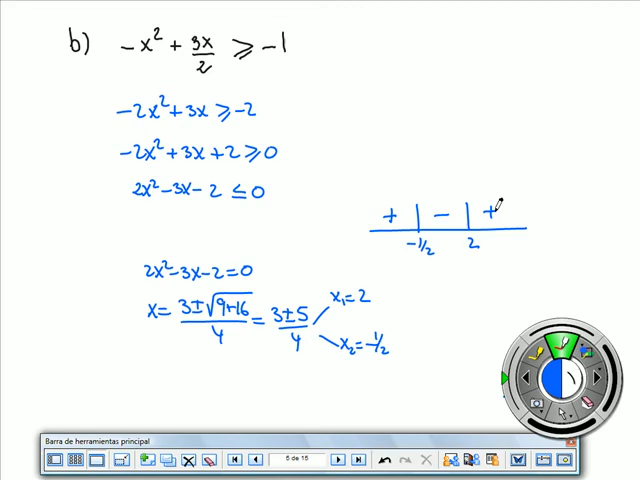 b) -x² + 3x/2 ≥ -1
-2x² + 3x ≥ -2
-2x² + 3x + 2 ≥ 0
2x² - 3x - 2 ≤ 0
+ | - | +
-1/2 2
2x² - 3x - 2 = 0
x = (3 ± √(9+16))/4 = (3 ± 5)/4
x₁ = 2
x₂ = -1/2
Barra de herramientas principal
5 de 15